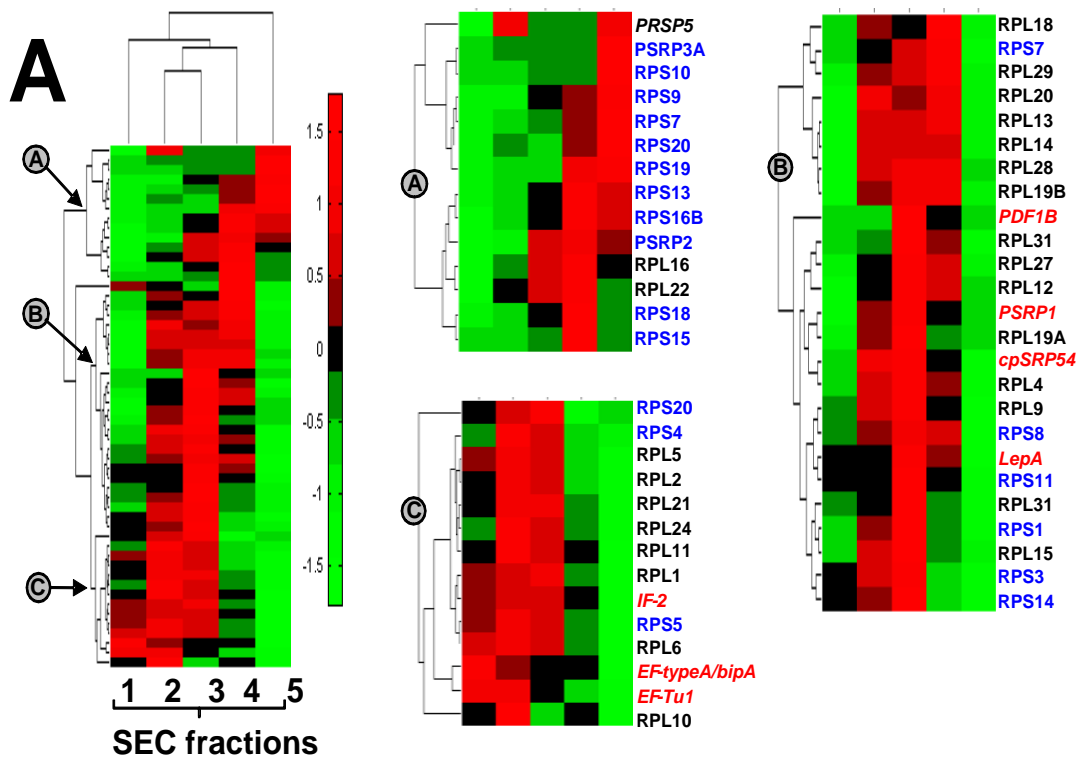 A
A
B
C
1.5
1
0.5
0
-0.5
-1
-1.5
1 2 3 4 5
SEC fractions
A
PRSP5
PSRP3A
RPS10
RPS9
RPS7
RPS20
RPS19
RPS13
RPS16B
PSRP2
RPL16
RPL22
RPS18
RPS15
C
RPS20
RPS4
RPL5
RPL2
RPL21
RPL24
RPL11
RPL1
IF-2
RPS5
RPL6
EF-typeA/bipA
EF-Tu1
RPL10
B
RPL18
RPS7
RPL29
RPL20
RPL13
RPL14
RPL28
RPL19B
PDF1B
RPL31
RPL27
RPL12
PSRP1
RPL19A
cpSRP54
RPL4
RPL9
RPS8
LepA
RPS11
RPL31
RPS1
RPL15
RPS3
RPS14